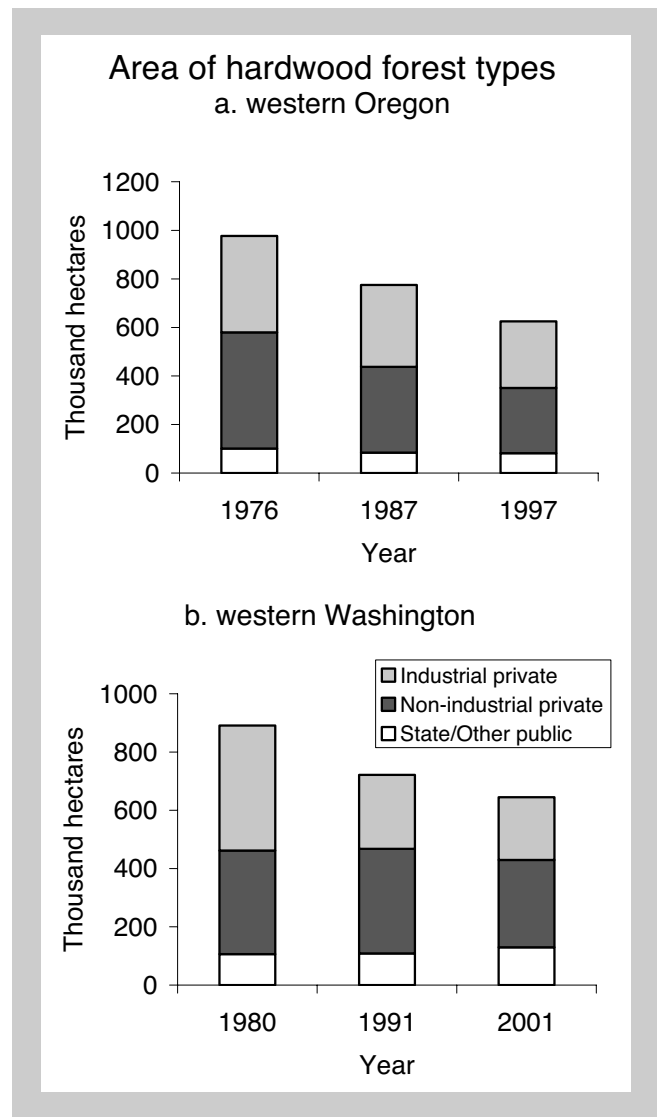 Area of hardwood forest types
a. western Oregon
1200
1000
800
600
400
200
0
Thousand hectares
1976 1987 1997
Year
b. western Washington
Industrial private
Non-industrial private
State/Other public
1000
800
600
400
200
0
Thousand hectares
1980 1991 2001
Year